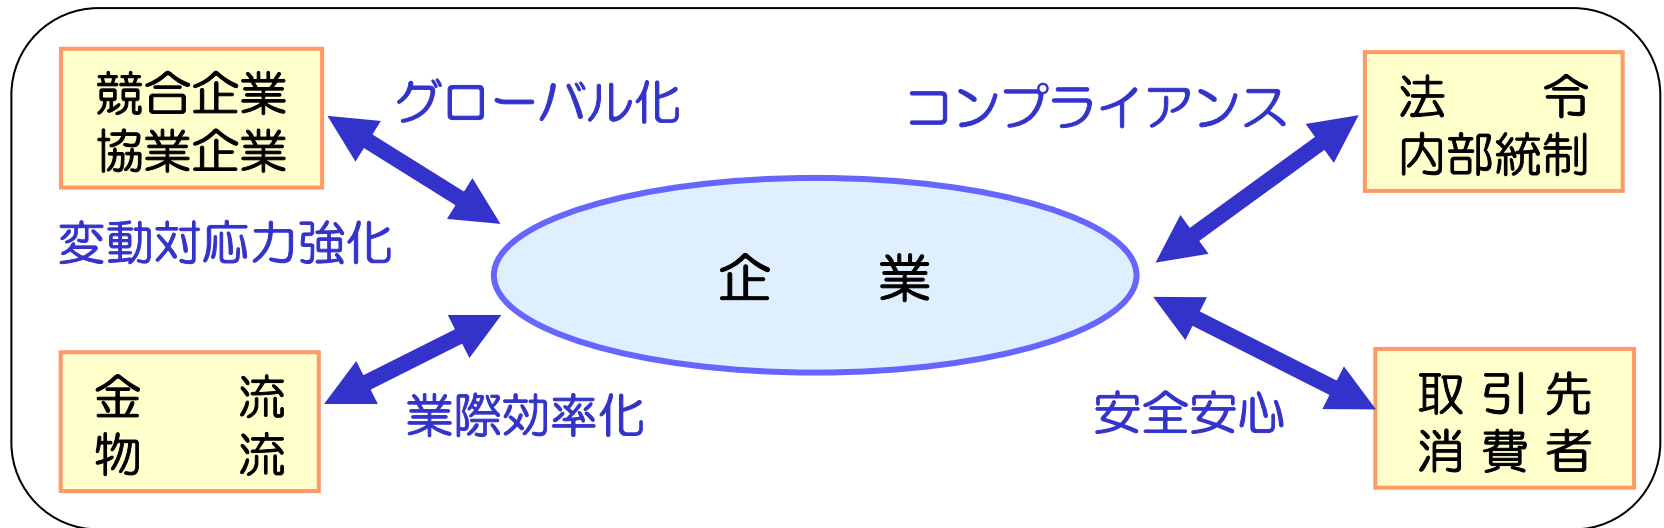 競合企業
協業企業
グローバル化
コンプライアンス
法　　令
内部統制
変動対応力強化
企　　業
金　　流
物　　流
業際効率化
安全安心
取 引 先
消 費 者